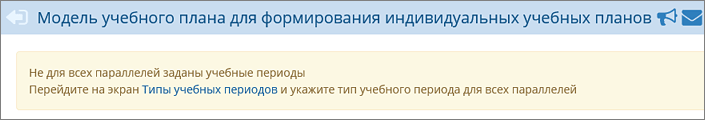 Модель учебного плана для формирования индивидуальных учебных планов
Не для всех параллелей заданы учебные периоды
Перейдите на экран Типы учебных периодов и укажите тип учебного периода для всех параллелей